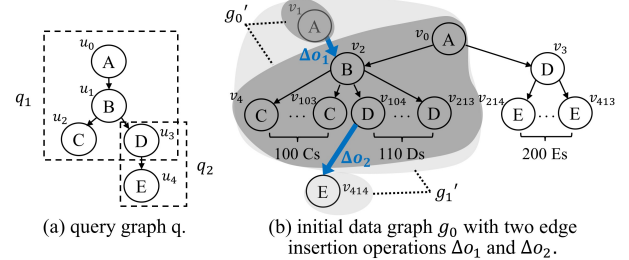 u0
A
q1
u1
B
u2
C
D
u3
q2
E
u4
(a) query graph q.
g0′
v1
A
Δo1
v2
B
v0
A
v3
D
v4
C
v103
C
v104
D
v213
D
v214
E
v413
E
... ... ...
100 Cs
110 Ds
200 Es
Δo2
E
v414
g1′
(b) initial data graph g0 with two edge
insertion operations Δo1 and Δo2.